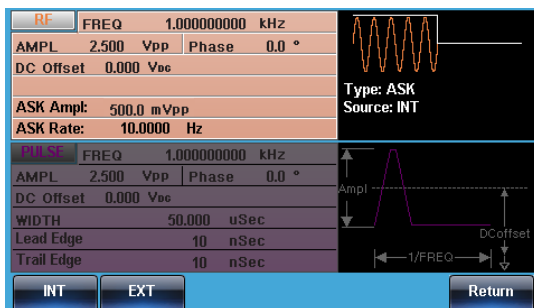 RF FREQ 1.000000000 kHz
AMPL 2.500 Vpp Phase 0.0 °
DC Offset 0.000 VDC
ASK Ampl: 500.0 mVpp
ASK Rate: 10.0000 Hz
Type: ASK
Source: INT
PULSE FREQ 1.000000000 kHz
AMPL 2.500 Vpp Phase 0.0 °
DC Offset 0.000 VDC
WIDTH 50.000 uSec
Lead Edge 10 nSec
Trail Edge 10 nSec
Ampl
DCoffset
1/FREQ
INT EXT Return